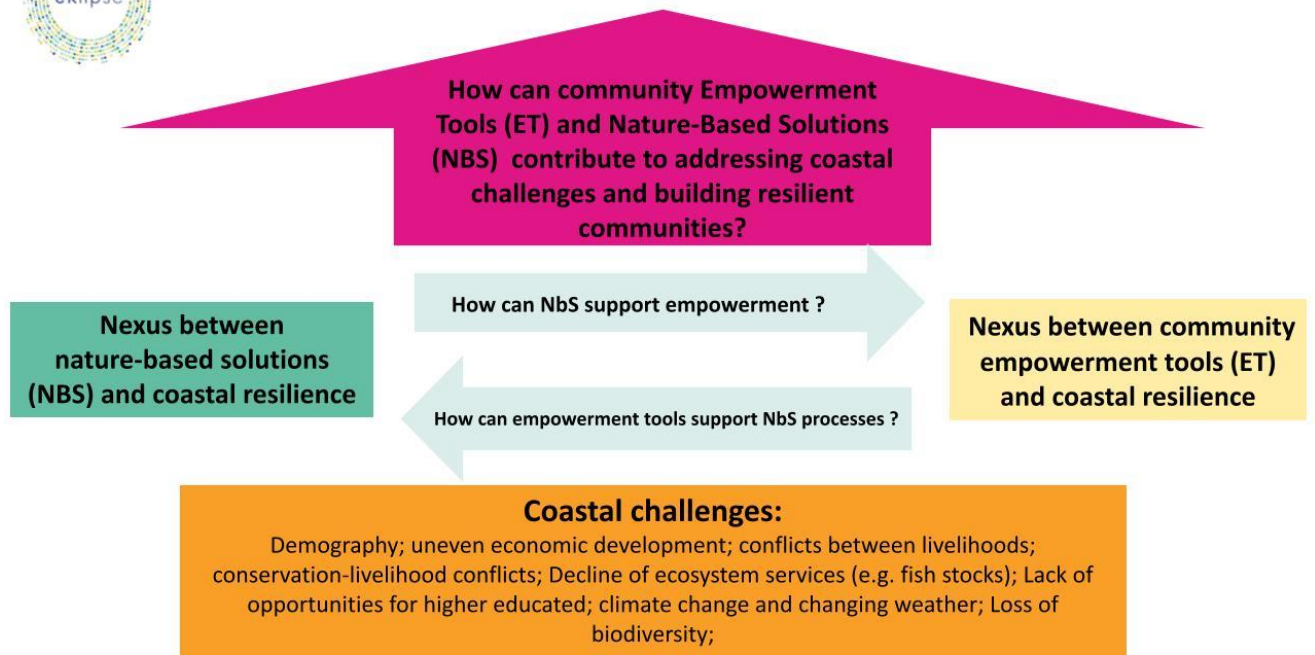 eklipse
How can community Empowerment
Tools (ET) and Nature-Based Solutions
(NBS) contribute to addressing coastal
challenges and building resilient
communities?
How can NbS support empowerment ?
Nexus between
nature-based solutions
(NBS) and coastal resilience
Nexus between community
empowerment tools (ET)
and coastal resilience
How can empowerment tools support NbS processes ?
Coastal challenges:
Demography; uneven economic development; conflicts between livelihoods;
conservation-livelihood conflicts; Decline of ecosystem services (e.g. fish stocks); Lack of
opportunities for higher educated; climate change and changing weather; Loss of
biodiversity;